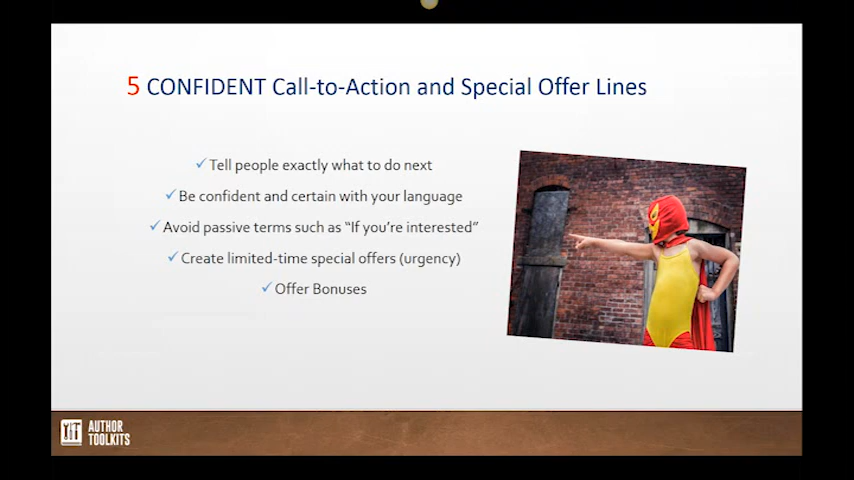 5 CONFIDENT Call-to-Action and Special Offer Lines
✓Tell people exactly what to do next
✓Be confident and certain with your language
✓Avoid passive terms such as “If you’re interested”
✓Create limited-time special offers (urgency)
✓Offer Bonuses
AUTHOR
TOOLKITS